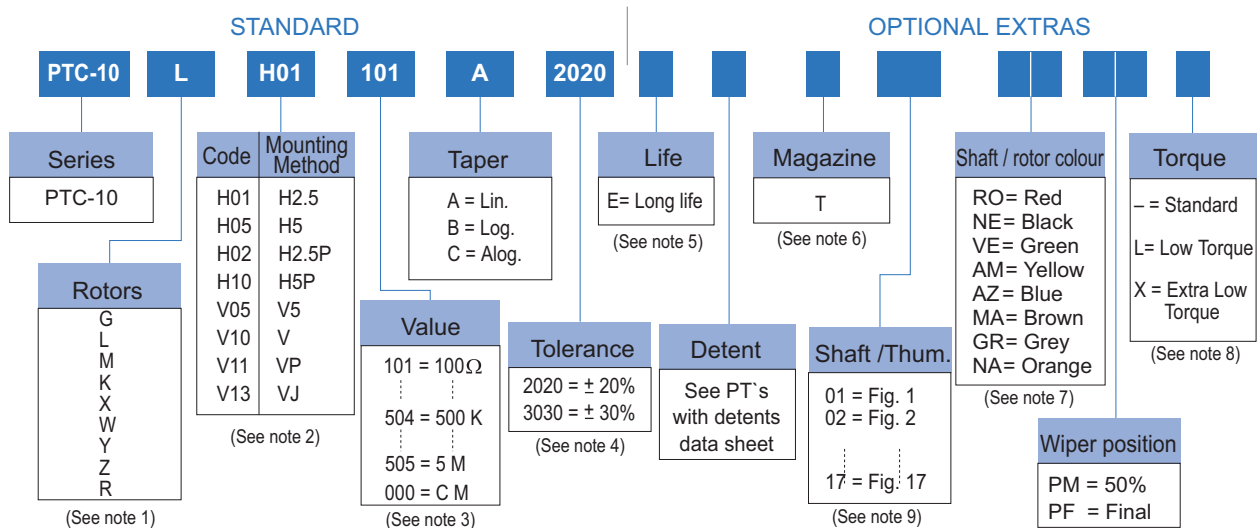 STANDARD
OPTIONAL EXTRAS
PTC-10 L H01 101 A 2020
Series
PTC-10
Rotors
G
L
M
K
X
W
Y
Z
R
(See note 1)
Code Mounting Method
H01 H2.5
H05 H5
H02 H2.5P
H10 H5P
V05 V5
V10 V
V11 VP
V13 VJ
(See note 2)
Value
101 = 100Ω
504 = 500 K
505 = 5 M
000 = C M
(See note 3)
Taper
A = Lin.
B = Log.
C = Alog.
Tolerance
2020 = ± 20%
3030 = ± 30%
(See note 4)
Life
E= Long life
(See note 5)
Detent
See PT`s
with detents
data sheet
Magazine
T
(See note 6)
Shaft /Thum.
01 = Fig. 1
02 = Fig. 2
17 = Fig. 17
(See note 9)
Shaft / rotor colour
RO= Red
NE= Black
VE= Green
AM= Yellow
AZ= Blue
MA= Brown
GR= Grey
NA= Orange
(See note 7)
Wiper position
PM = 50%
PF = Final
Torque
– = Standard
L= Low Torque
X = Extra Low
Torque
(See note 8)